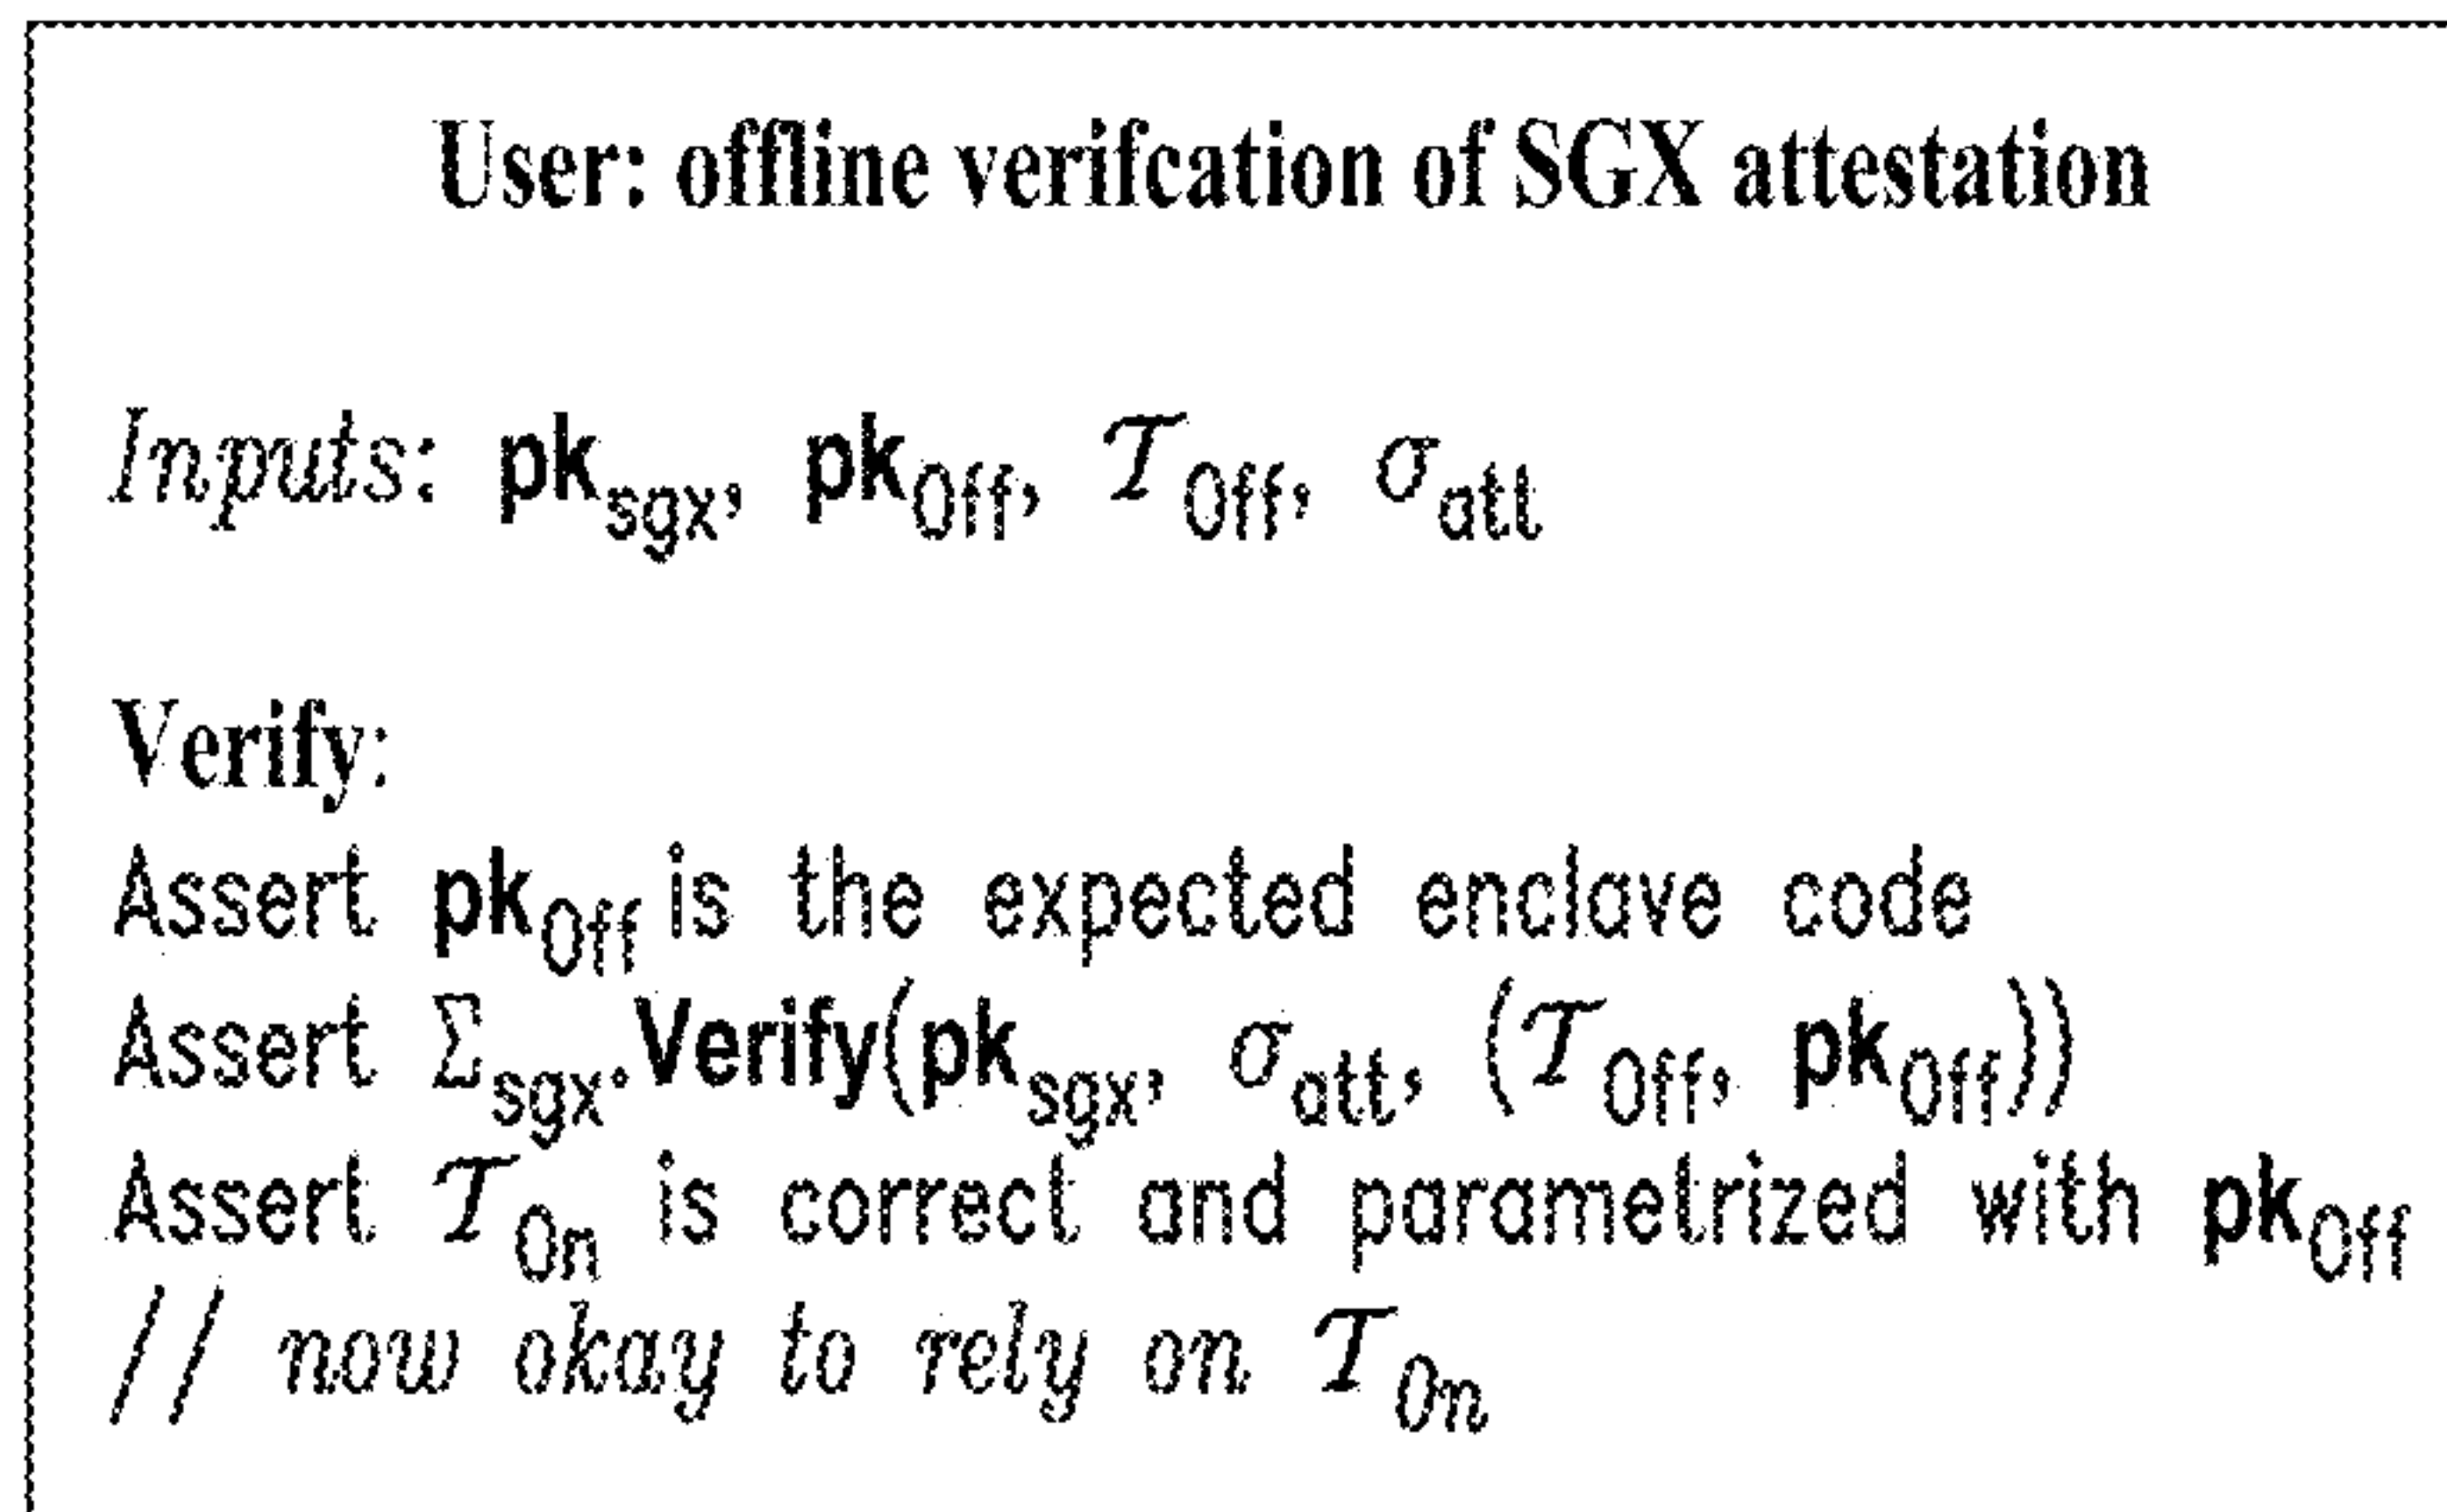 User: offline verifcation of SGX attestation
Inputs: pk_sgx, pk_Off, 𝒯_Off, σ_att
Verify:
Assert pk_Off is the expected enclave code
Assert Σ_sgx.Verify(pk_sgx, σ_att, (𝒯_Off, pk_Off))
Assert 𝒯_On is correct and parametrized with pk_Off
// now okay to rely on 𝒯_On